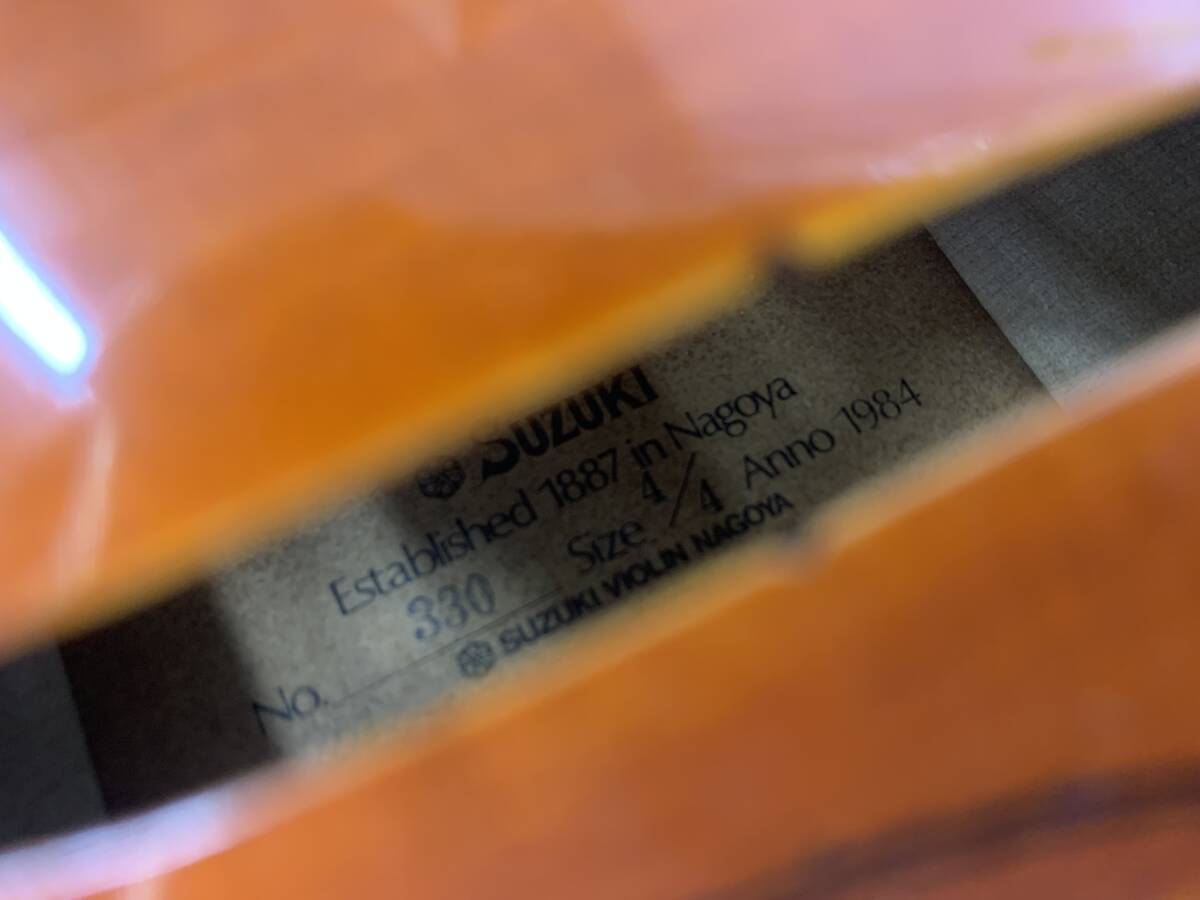 SUZUKI
Established 1887 in Nagoya
No. 330 Size 4/4 Anno 1984
SUZUKI VIOLIN NAGOYA